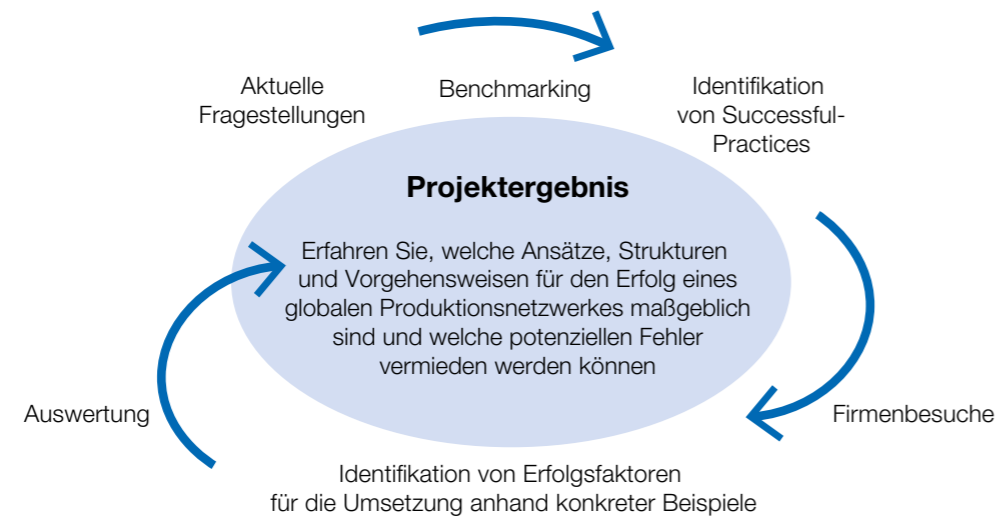 Aktuelle
Fragestellungen
Benchmarking
Identifikation
von Successful-
Practices
Projektergebnis
Erfahren Sie, welche Ansätze, Strukturen
und Vorgehensweisen für den Erfolg eines
globalen Produktionsnetzwerkes maßgeblich
sind und welche potenziellen Fehler
vermieden werden können
Firmenbesuche
Identifikation von Erfolgsfaktoren
für die Umsetzung anhand konkreter Beispiele
Auswertung